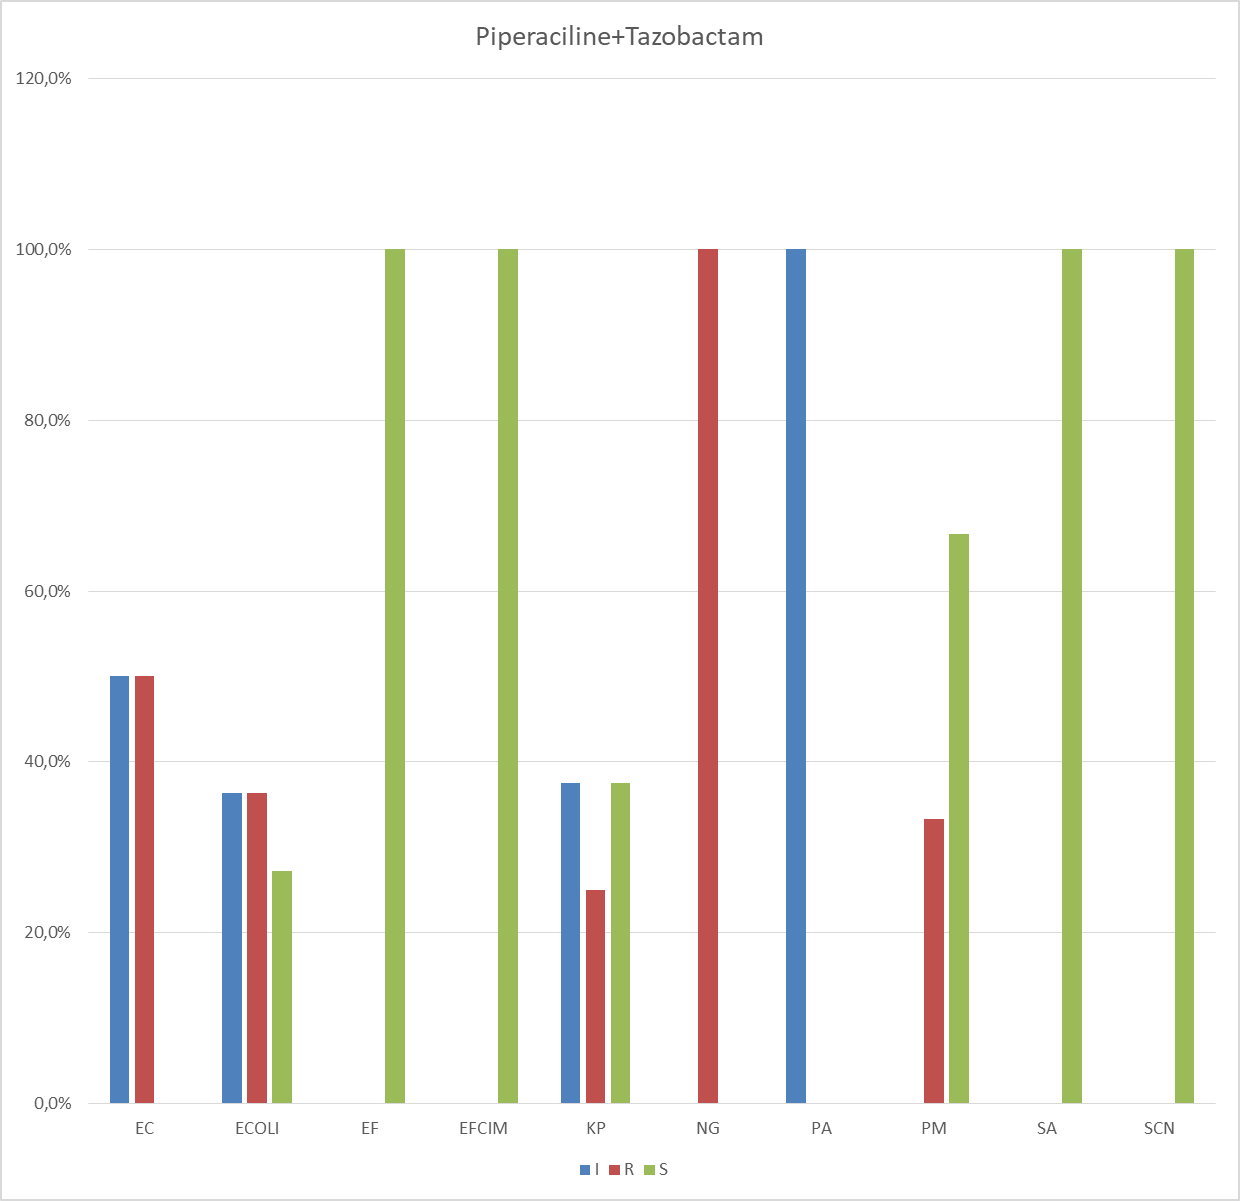 Piperaciline+Tazobactam
120,0%
100,0%
80,0%
60,0%
40,0%
20,0%
0,0%
EC ECOLI EF EFCIM KP NG PA PM SA SCN
I R S